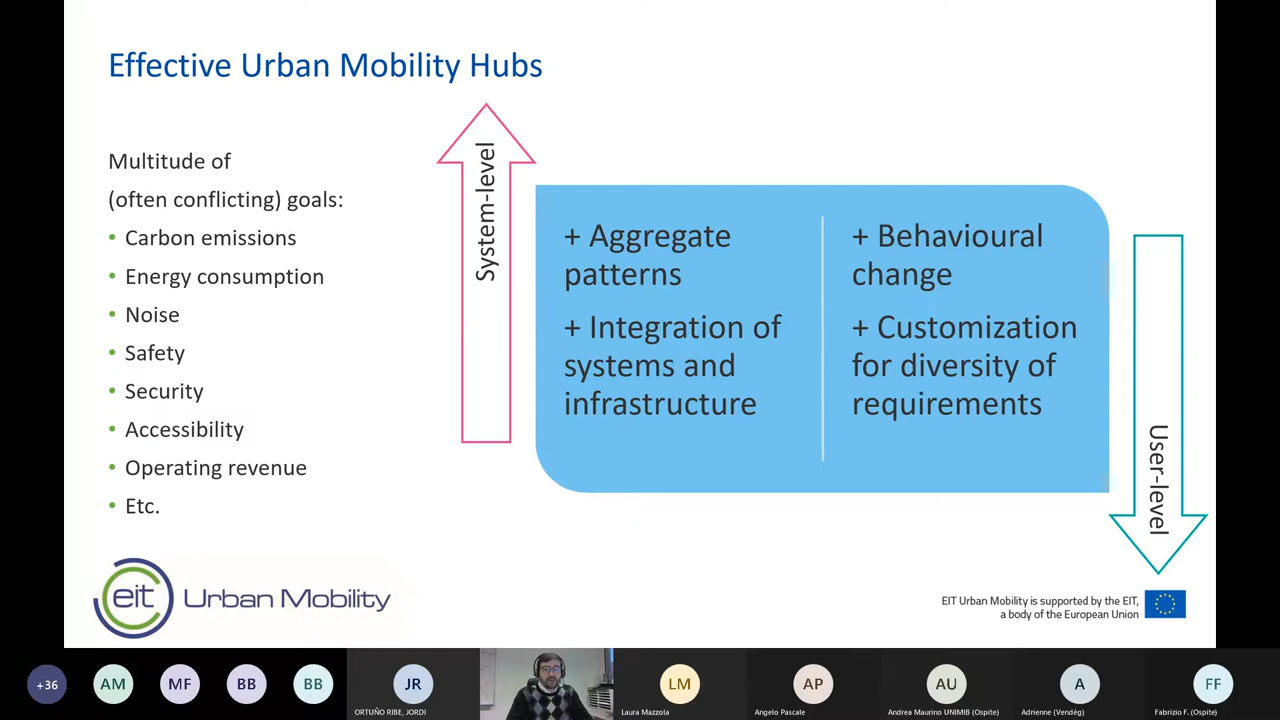 Effective Urban Mobility Hubs
Multitude of
(often conflicting) goals:
• Carbon emissions
• Energy consumption
• Noise
• Safety
• Security
• Accessibility
• Operating revenue
• Etc.
System-level
+ Aggregate
patterns
+ Integration of
systems and
infrastructure
+ Behavioural
change
+ Customization
for diversity of
requirements
User-level
eit Urban Mobility
EIT Urban Mobility is supported by the EIT,
a body of the European Union
+36
AM
MF
BB
BB
JR
ORTUÑO RIBE, JORDI
LM
Laura Mazzola
AP
Angelo Pascale
AU
Andrea Maurino UNIMIB (Ospite)
A
Adrienne (Vendég)
FF
Fabrizio F. (Ospite)